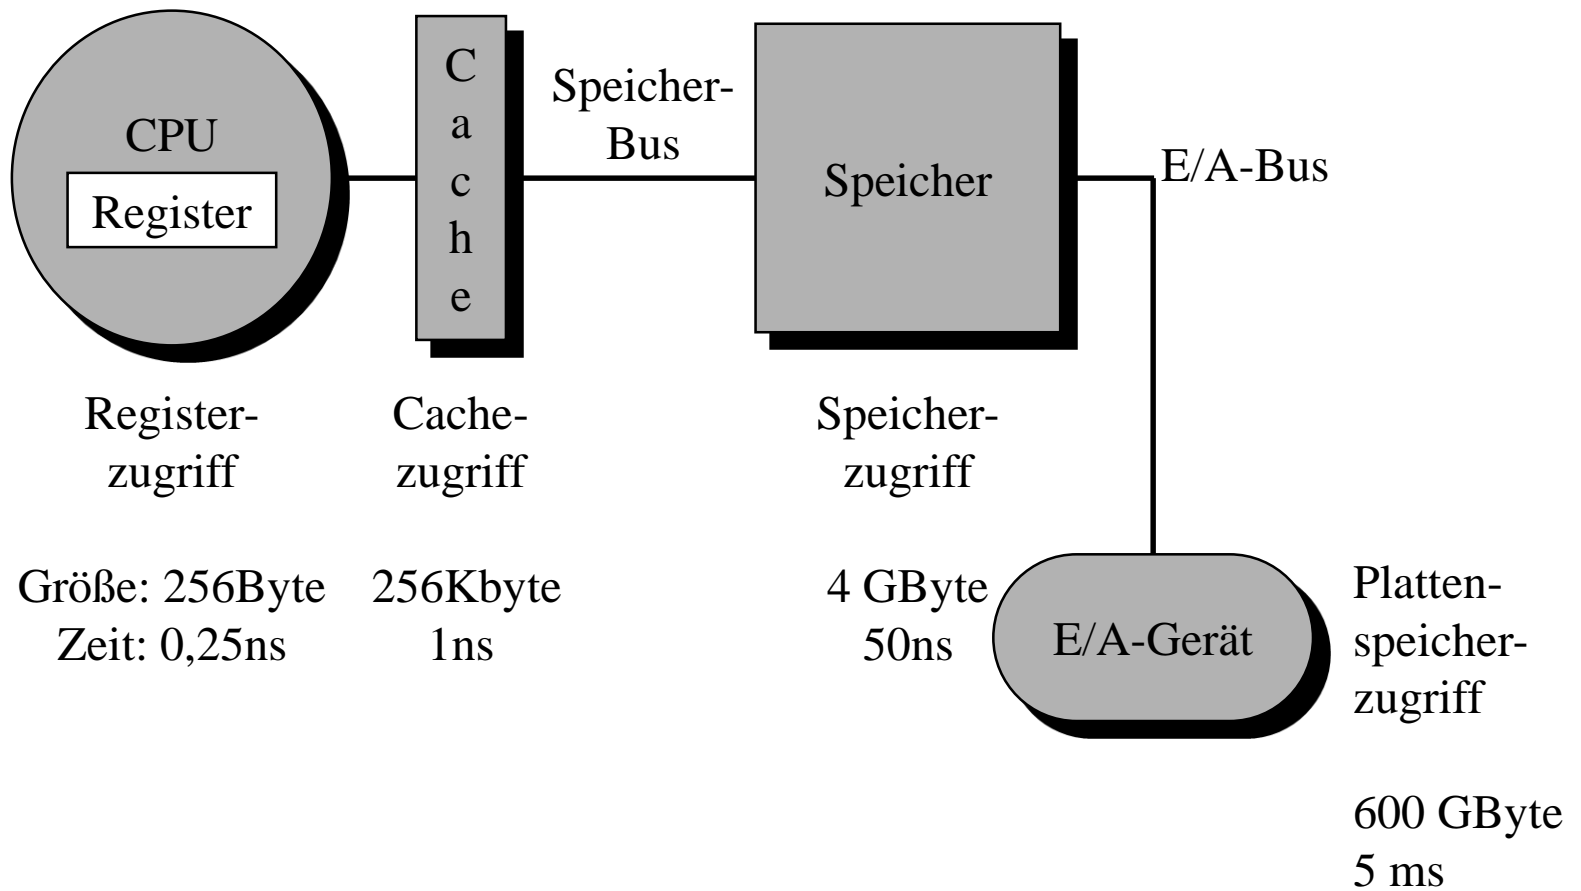 CPU
Register
C
a
c
h
e
Speicher-
Bus
Speicher
E/A-Bus
Register-
zugriff
Cache-
zugriff
Speicher-
zugriff
Größe: 256Byte
Zeit: 0,25ns
256Kbyte
1ns
4 GByte
50ns
E/A-Gerät
Platten-
speicher-
zugriff
600 GByte
5 ms